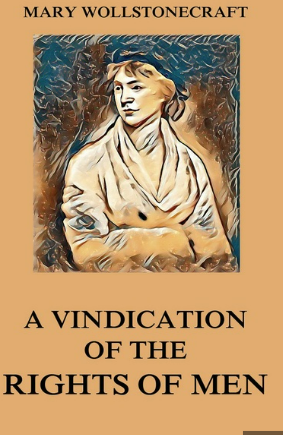 MARY WOLLSTONECRAFT
A VINDICATION
OF THE
RIGHTS OF MEN